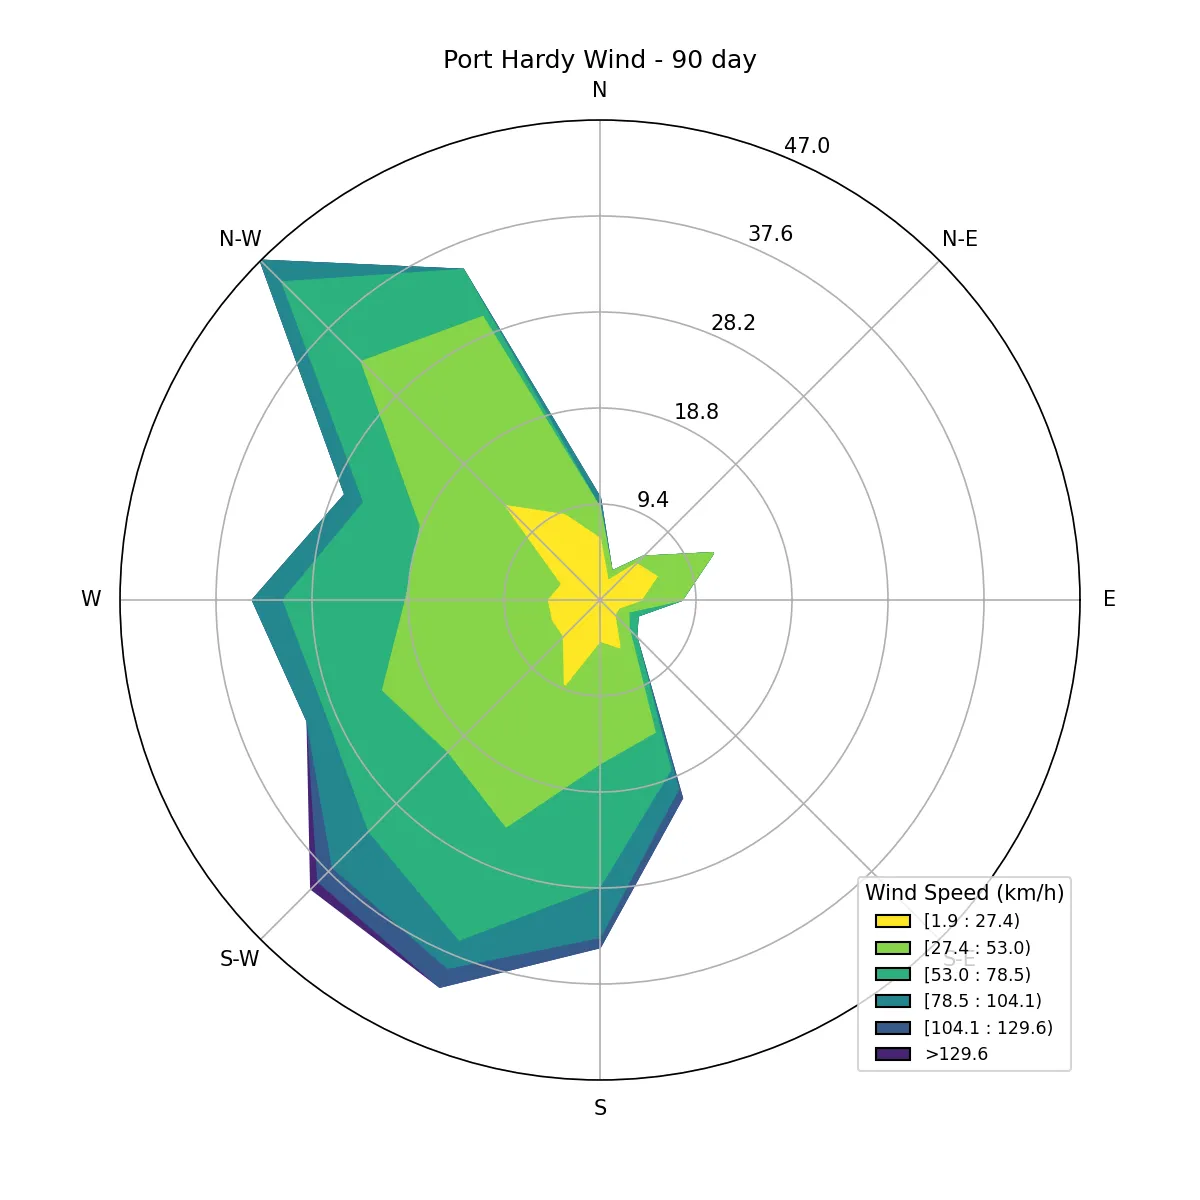 Port Hardy Wind - 90 day
N
47.0
37.6
N-W
N-E
28.2
18.8
9.4
W
E
Wind Speed (km/h)
[1.9 : 27.4)
[27.4 : 53.0)
S-W
S-E
[53.0 : 78.5)
[78.5 : 104.1)
[104.1 : 129.6)
>129.6
S